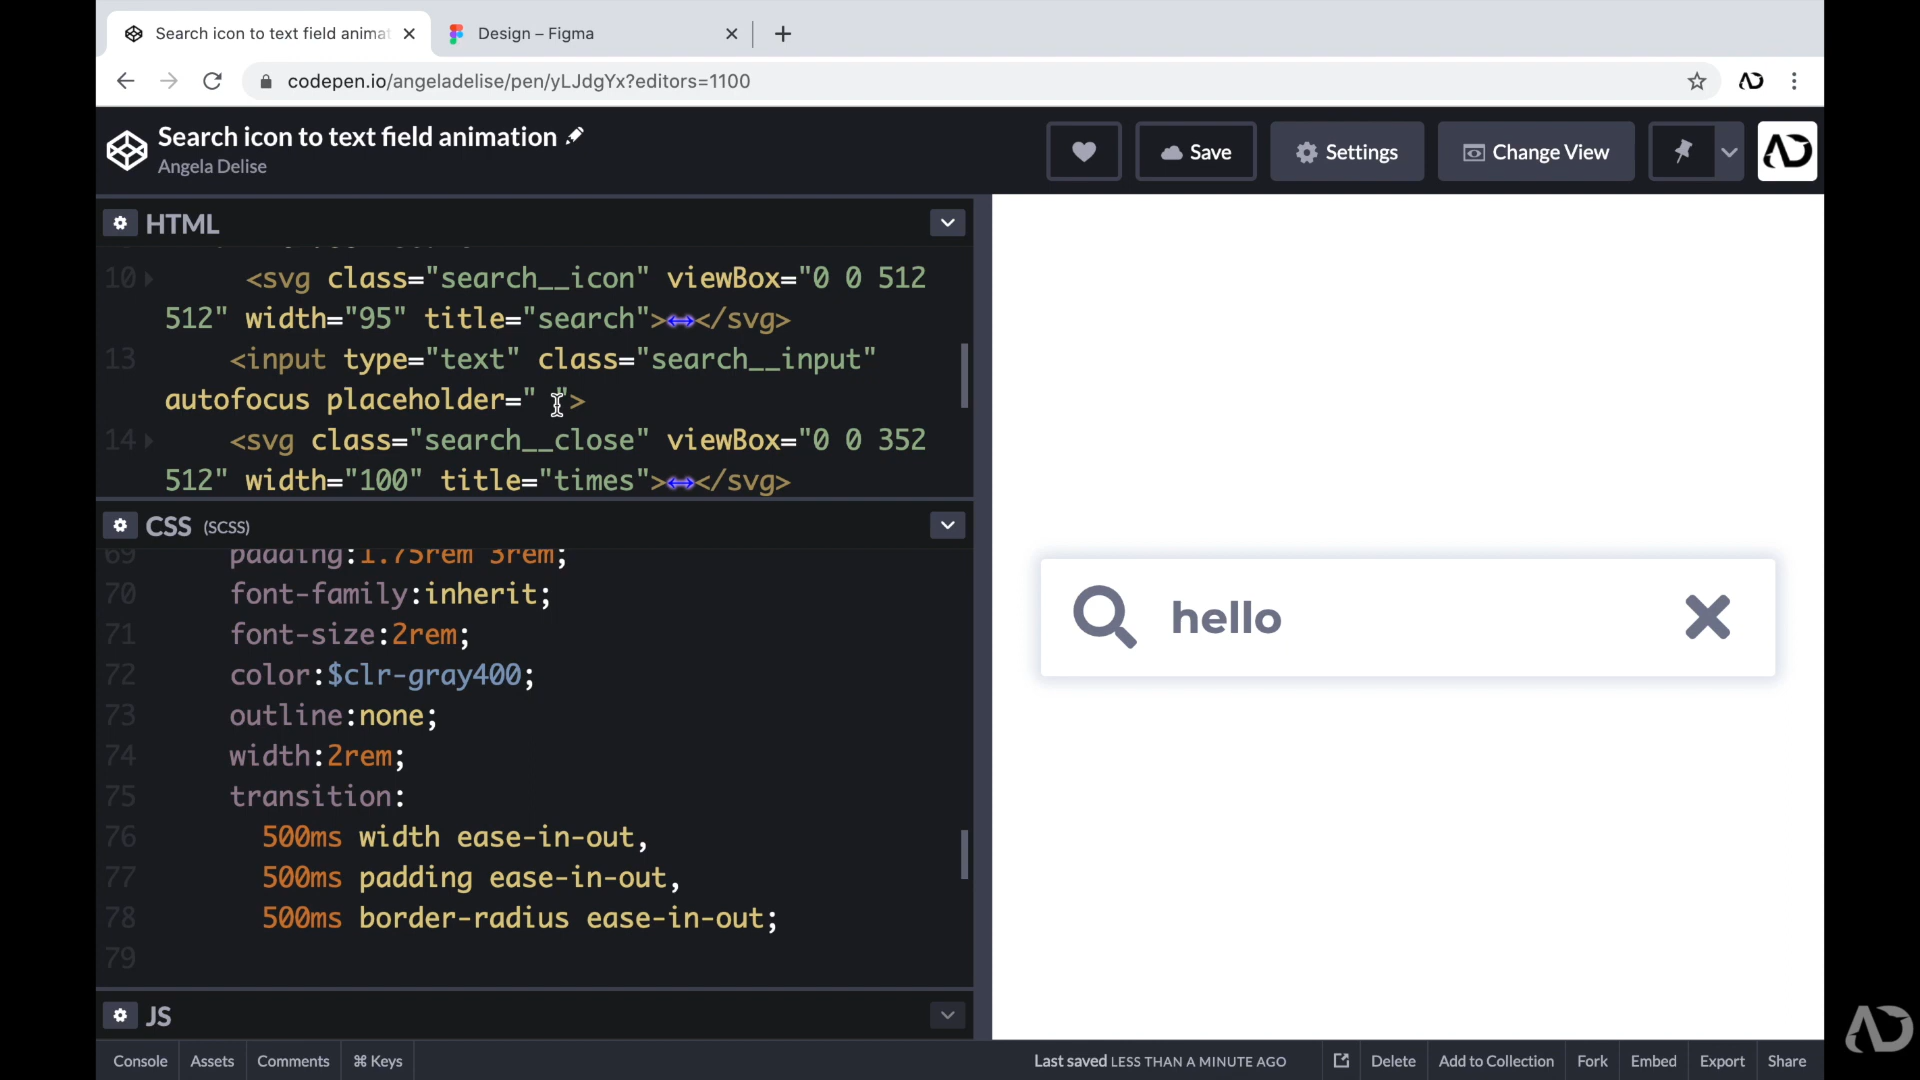 Search icon to text field animat
Design – Figma
codepen.io/angeladelise/pen/yLJdgYx?editors=1100
Search icon to text field animation
Angela Delise
Save
Settings
Change View
HTML
10 <svg class="search__icon" viewBox="0 0 512
512" width="95" title="search"></svg>
13 <input type="text" class="search__input"
autofocus placeholder=" ">
14 <svg class="search__close" viewBox="0 0 352
512" width="100" title="times"></svg>
CSS (SCSS)
69 padding:1.75rem 3rem;
70 font-family:inherit;
71 font-size:2rem;
72 color:$clr-gray400;
73 outline:none;
74 width:2rem;
75 transition:
76 500ms width ease-in-out,
77 500ms padding ease-in-out,
78 500ms border-radius ease-in-out;
79
hello
JS
Console
Assets
Comments
⌘ Keys
Last saved LESS THAN A MINUTE AGO
Delete
Add to Collection
Fork
Embed
Export
Share